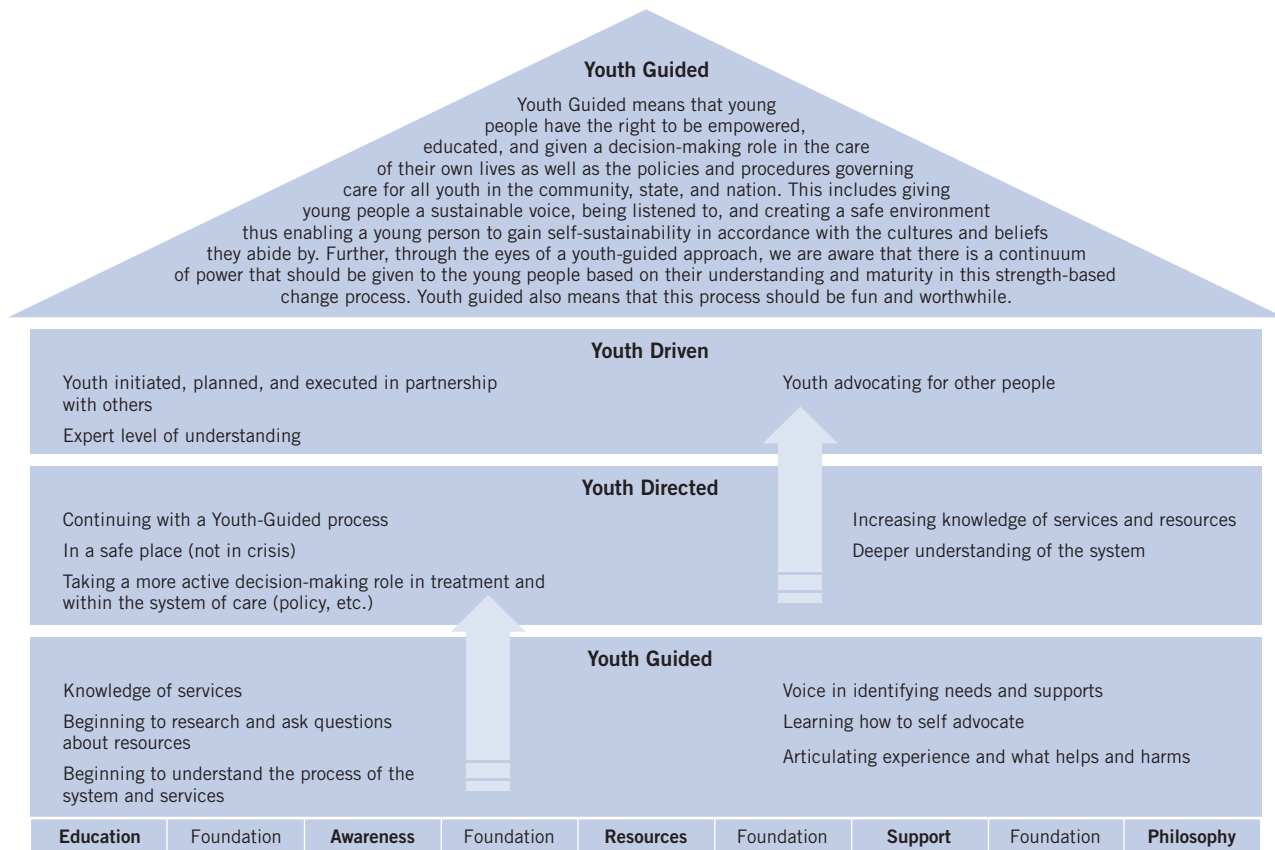 Youth Guided
Youth Guided means that young
people have the right to be empowered,
educated, and given a decision-making role in the care
of their own lives as well as the policies and procedures governing
care for all youth in the community, state, and nation. This includes giving
young people a sustainable voice, being listened to, and creating a safe environment
thus enabling a young person to gain self-sustainability in accordance with the cultures and beliefs
they abide by. Further, through the eyes of a youth-guided approach, we are aware that there is a continuum
of power that should be given to the young people based on their understanding and maturity in this strength-based
change process. Youth guided also means that this process should be fun and worthwhile.
Youth Driven
Youth initiated, planned, and executed in partnership
with others
Expert level of understanding
Youth advocating for other people
Youth Directed
Continuing with a Youth-Guided process
In a safe place (not in crisis)
Taking a more active decision-making role in treatment and
within the system of care (policy, etc.)
Increasing knowledge of services and resources
Deeper understanding of the system
Youth Guided
Knowledge of services
Beginning to research and ask questions
about resources
Beginning to understand the process of the
system and services
Voice in identifying needs and supports
Learning how to self advocate
Articulating experience and what helps and harms
Education Foundation Awareness Foundation Resources Foundation Support Foundation Philosophy